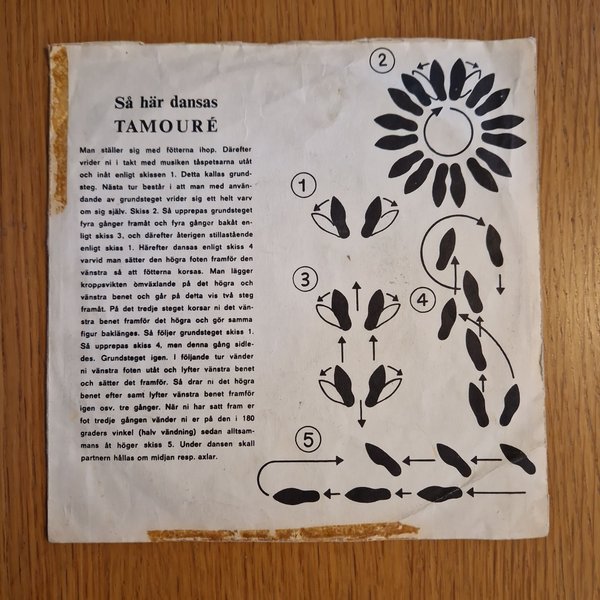 Så här dansas
TAMOURÉ
Man ställer sig med fötterna ihop. Därefter
vrider ni i takt med musiken tåspetsarna utåt
och inåt enligt skissen 1. Detta kallas grund-
steg. Nästa tur består i att man med använ-
dande av grundsteget vrider sig ett helt varv
om sig själv. Skiss 2. Så upprepas grundsteget
fyra gånger framåt och fyra gånger bakåt en-
ligt skiss 3, och därefter återigen stillastående
enligt skiss 1. Härefter dansas enligt skiss 4
varvid man sätter den högra foten framför den
vänstra så att fötterna korsas. Man lägger
kroppsvikten ömväxlande på det högra och
vänstra benet och går på detta vis två steg
framåt. På det tredje steget korsar ni det vän-
stra benet framför det högra och gör samma
figur baklänges. Så följer grundsteget skiss 1.
Så upprepas skiss 4, men denna gång sidle-
des. Grundsteget igen. I följande tur vänder
ni vänstra foten utåt och lyfter vänstra benet
och sätter det framför. Så drar ni det högra
benet efter samt lyfter vänstra benet framför
igen osv. tre gånger. När ni har satt fram er
fot tredje gången vänder ni er på den i 180
graders vinkel (halv vändning) sedan alltsam-
mans åt höger skiss 5. Under dansen skall
partnern hållas om midjan resp. axlar.
1
2
3
4
5